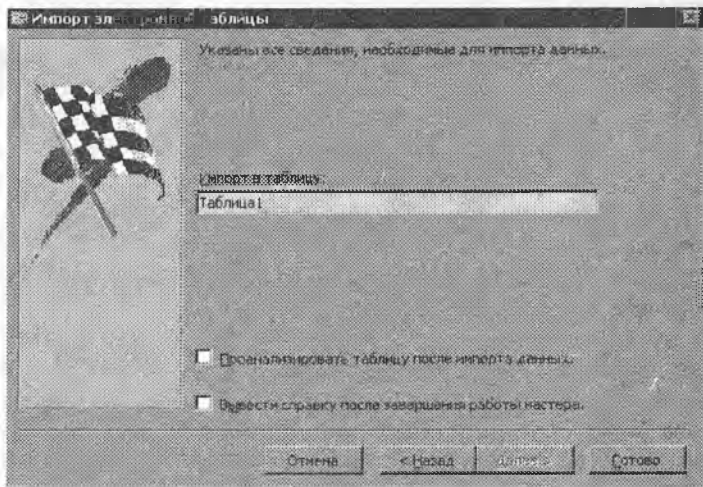 Импорт электронной таблицы
Указаны все сведения, необходимые для импорта данных.
Импорт в таблицу:
Таблица1
Проанализировать таблицу после импорта данных.
Вывести справку после завершения работы мастера.
Отмена
< Назад
Далее >
Готово